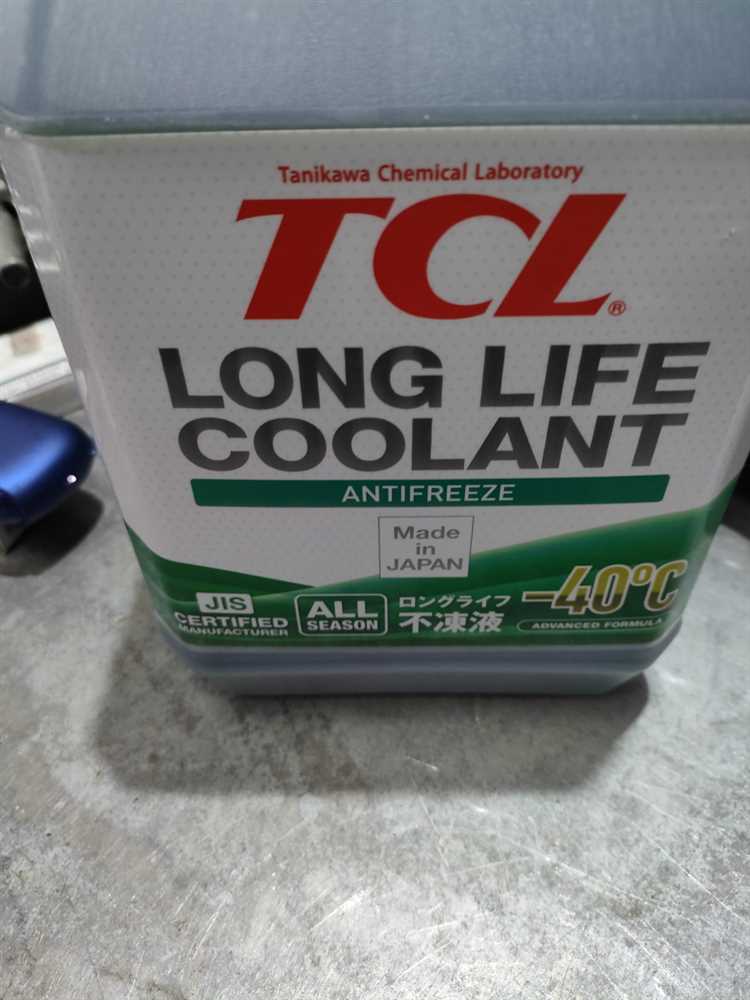 Tanikawa Chemical Laboratory
TCL®
LONG LIFE
COOLANT
ANTIFREEZE
Made
in
JAPAN
JIS
CERTIFIED
MANUFACTURER
ALL
SEASON
ロングライフ
不凍液
-40°C
ADVANCED FORMULA